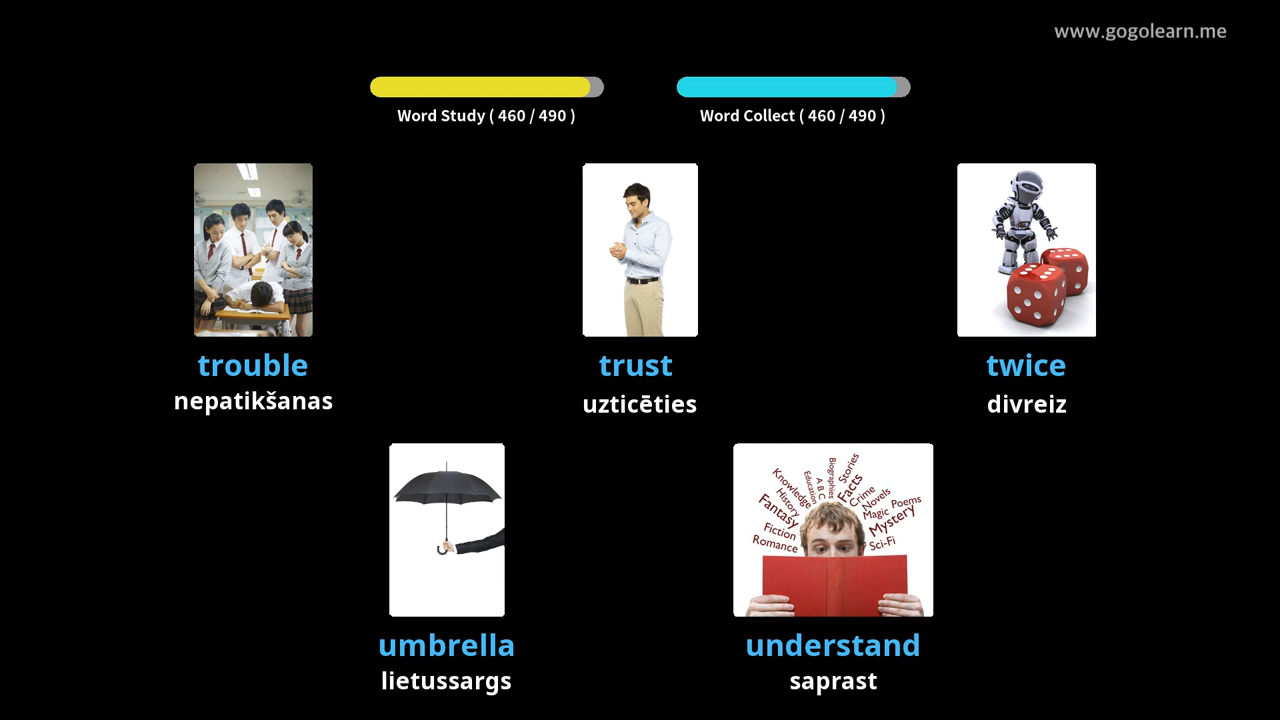 www.gogolearn.me
Word Study ( 460 / 490 )
Word Collect ( 460 / 490 )
trouble
nepatikšanas
trust
uzticēties
twice
divreiz
Knowledge
History
Education
A B C
Biographies
Stories
Facts
Crime
Novels
Magic
Poems
Mystery
Fantasy
Fiction
Romance
Sci-Fi
umbrella
lietussargs
understand
saprast